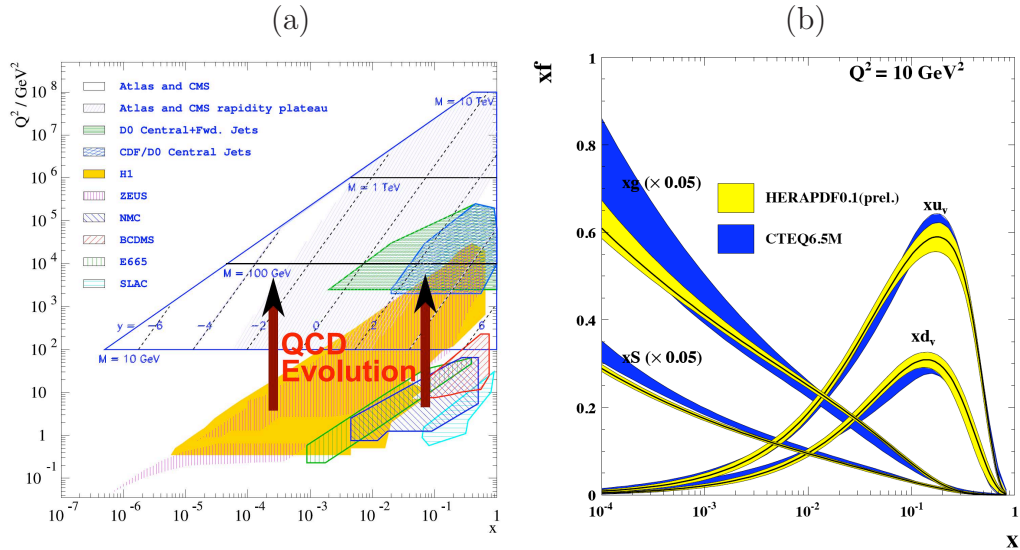 (a)
(b)
Q² / GeV²
10⁸
10⁷
10⁶
10⁵
10⁴
10³
10²
10
1
10⁻¹
Atlas and CMS
Atlas and CMS rapidity plateau
D0 Central+Fwd. Jets
CDF/D0 Central Jets
H1
ZEUS
NMC
BCDMS
E665
SLAC
M = 10 TeV
M = 1 TeV
M = 100 GeV
y = -6 -4 -2 0 2 4 6
M = 10 GeV
QCD
Evolution
10⁻⁷ 10⁻⁶ 10⁻⁵ 10⁻⁴ 10⁻³ 10⁻² 10⁻¹ 1
x
xf
1
0.8
0.6
0.4
0.2
0
Q² = 10 GeV²
xg (× 0.05)
HERAPDF0.1(prel.)
CTEQ6.5M
xuᵥ
xS (× 0.05)
xdᵥ
10⁻⁴ 10⁻³ 10⁻² 10⁻¹ 1
x